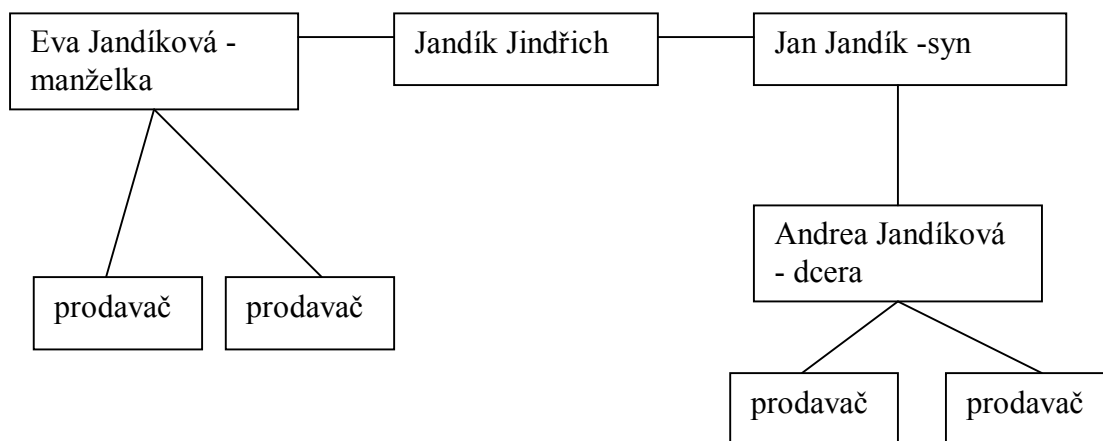 Eva Jandíková -
manželka
Jandík Jindřich
Jan Jandík -syn
Andrea Jandíková
- dcera
prodavač
prodavač
prodavač
prodavač